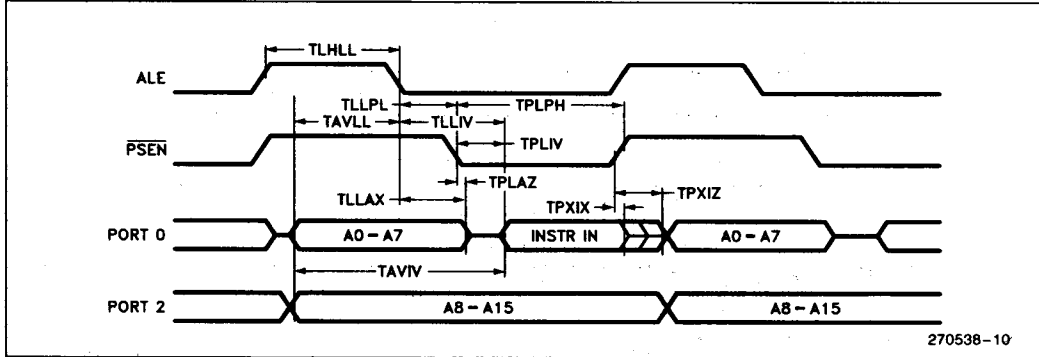 TLHLL
ALE
TLLPL
TPLPH
TAVLL
TLLIV
PSEN
TPLIV
TPLAZ
TLLAX
TPXIZ
TPXIX
PORT 0
A0-A7
INSTR IN
A0-A7
TAVIV
PORT 2
A8-A15
A8-A15
270538-10